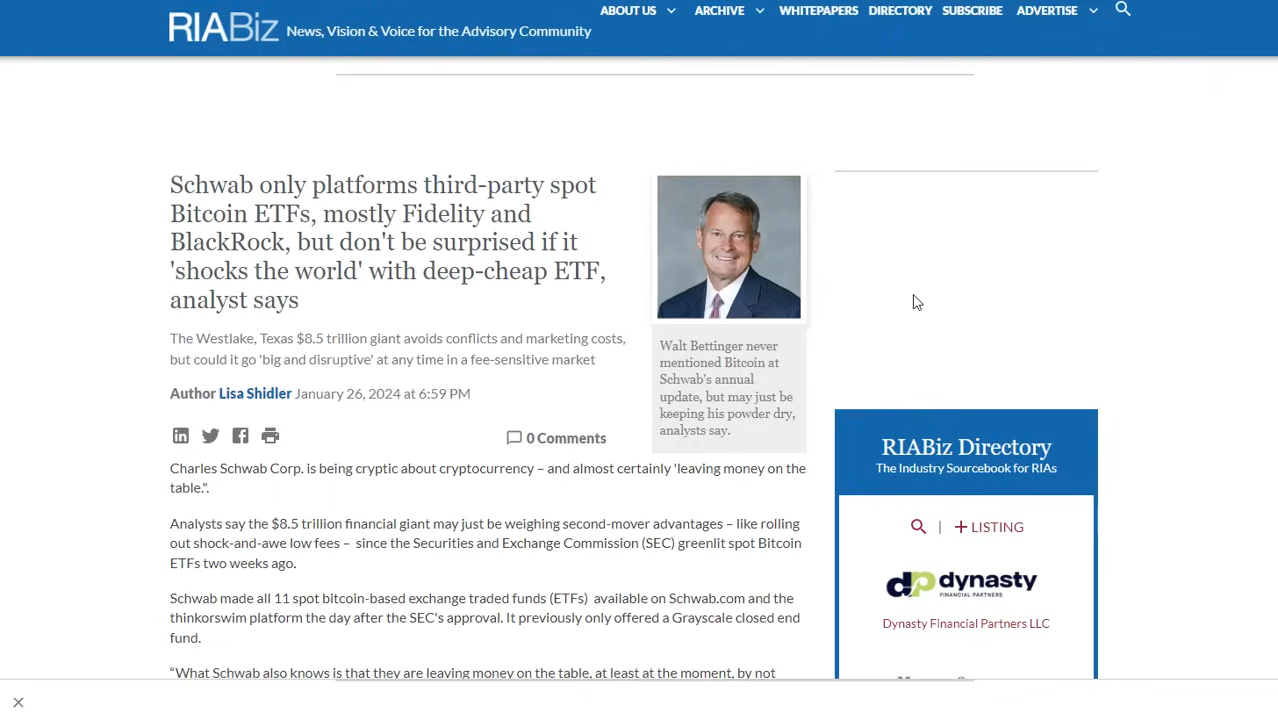 RIABiz News, Vision & Voice for the Advisory Community
ABOUT US ARCHIVE WHITEPAPERS DIRECTORY SUBSCRIBE ADVERTISE
Schwab only platforms third-party spot
Bitcoin ETFs, mostly Fidelity and
BlackRock, but don't be surprised if it
'shocks the world' with deep-cheap ETF,
analyst says
The Westlake, Texas $8.5 trillion giant avoids conflicts and marketing costs,
but could it go 'big and disruptive' at any time in a fee-sensitive market
Author Lisa Shidler January 26, 2024 at 6:59 PM
0 Comments
Walt Bettinger never
mentioned Bitcoin at
Schwab's annual
update, but may just be
keeping his powder dry,
analysts say.
Charles Schwab Corp. is being cryptic about cryptocurrency – and almost certainly 'leaving money on the
table.".
Analysts say the $8.5 trillion financial giant may just be weighing second-mover advantages – like rolling
out shock-and-awe low fees – since the Securities and Exchange Commission (SEC) greenlit spot Bitcoin
ETFs two weeks ago.
Schwab made all 11 spot bitcoin-based exchange traded funds (ETFs) available on Schwab.com and the
thinkorswim platform the day after the SEC's approval. It previously only offered a Grayscale closed end
fund.
“What Schwab also knows is that they are leaving money on the table, at least at the moment, by not
RIABiz Directory
The Industry Sourcebook for RIAs
| + LISTING
dp dynasty
FINANCIAL PARTNERS
Dynasty Financial Partners LLC